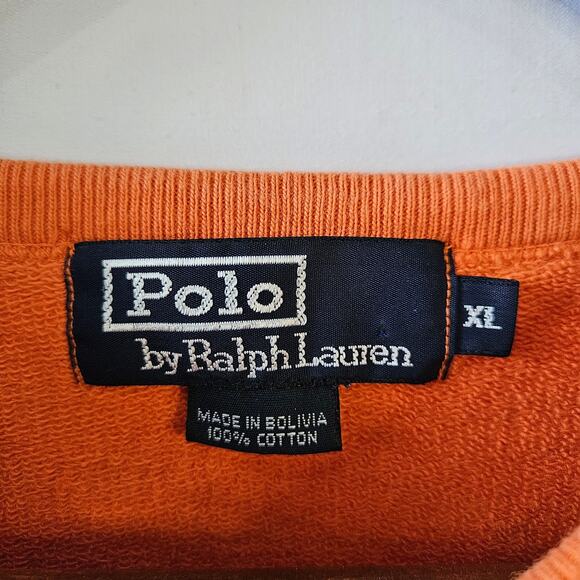 Polo
by Ralph Lauren
XL
MADE IN BOLIVIA
100% COTTON